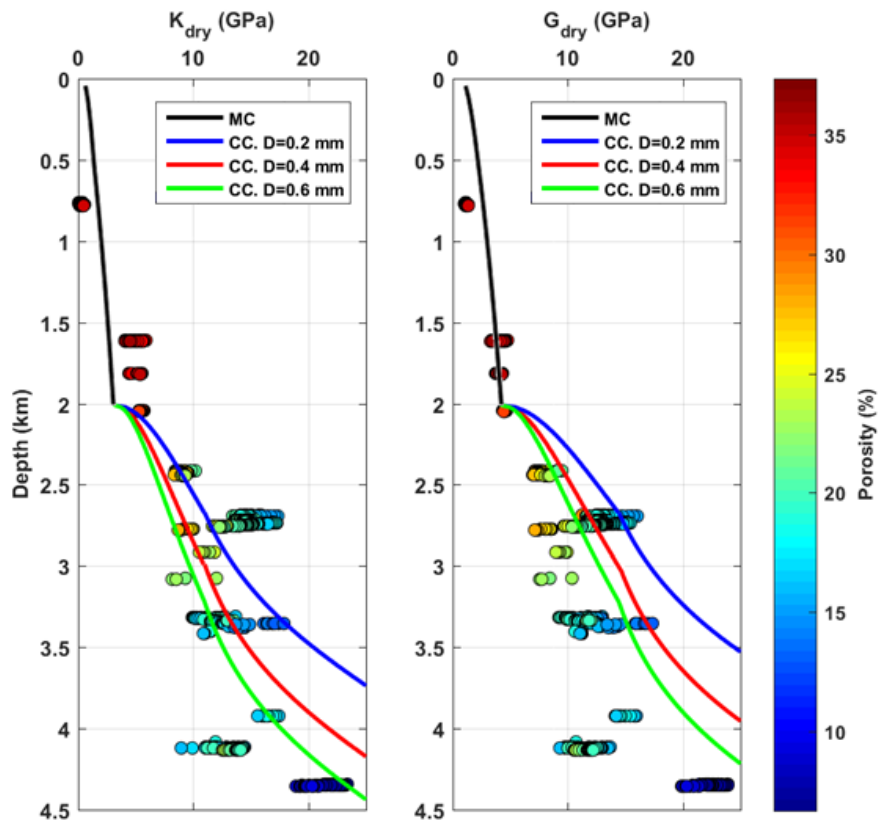 K_dry (GPa)
G_dry (GPa)
0 10 20
0 10 20
MC
CC. D=0.2 mm
CC. D=0.4 mm
CC. D=0.6 mm
MC
CC. D=0.2 mm
CC. D=0.4 mm
CC. D=0.6 mm
Depth (km)
0
0.5
1
1.5
2
2.5
3
3.5
4
4.5
0
0.5
1
1.5
2
2.5
3
3.5
4
4.5
35
30
25
20
15
10
Porosity (%)